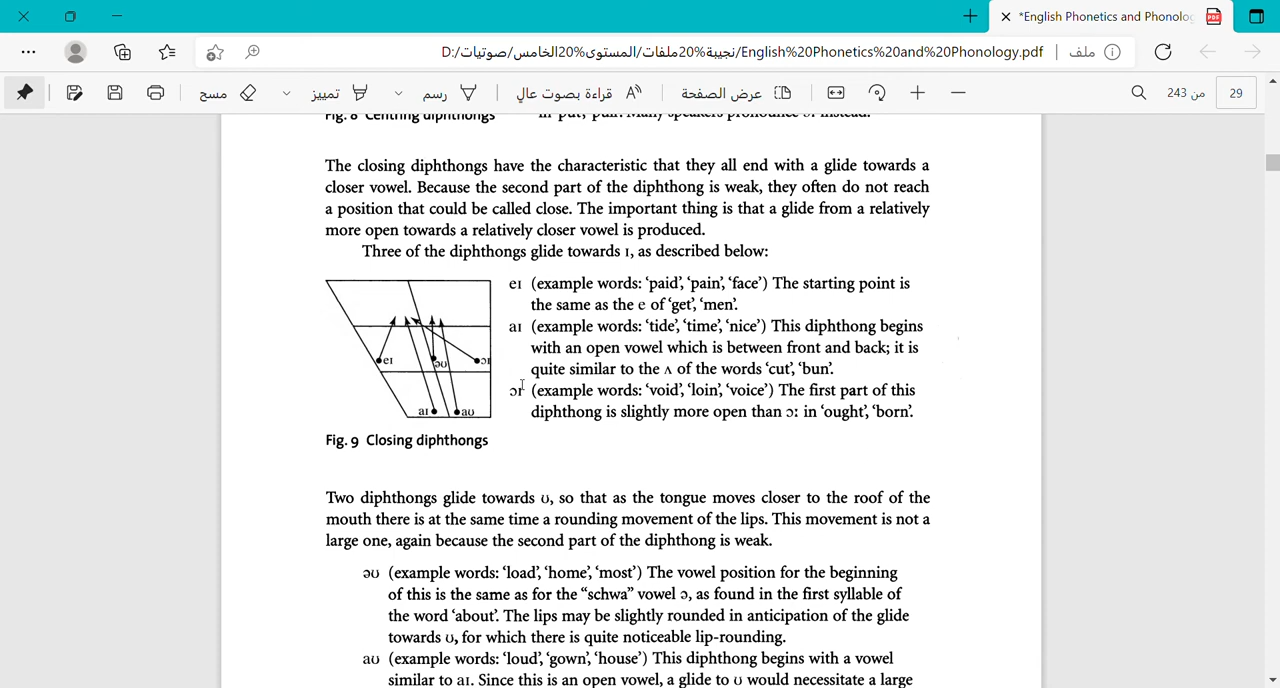 *English Phonetics and Phonolog
D:/نجيبة%20ملفات/المستوى%20الخامس/صوتيات/English%20Phonetics%20and%20Phonology.pdf
ملف
مسح
تمييز
رسم
قراءة بصوت عالٍ
عرض الصفحة
من 243
29
Fig. 8 Centring diphthongs
The closing diphthongs have the characteristic that they all end with a glide towards a
closer vowel. Because the second part of the diphthong is weak, they often do not reach
a position that could be called close. The important thing is that a glide from a relatively
more open towards a relatively closer vowel is produced.
Three of the diphthongs glide towards ɪ, as described below:
eɪ (example words: ‘paid’, ‘pain’, ‘face’) The starting point is
the same as the e of ‘get’, ‘men’.
aɪ (example words: ‘tide’, ‘time’, ‘nice’) This diphthong begins
with an open vowel which is between front and back; it is
quite similar to the ʌ of the words ‘cut’, ‘bun’.
ɔɪ (example words: ‘void’, ‘loin’, ‘voice’) The first part of this
diphthong is slightly more open than ɔː in ‘ought’, ‘born’.
eɪ
əʊ
ɔɪ
aɪ
aʊ
Fig. 9 Closing diphthongs
Two diphthongs glide towards ʊ, so that as the tongue moves closer to the roof of the
mouth there is at the same time a rounding movement of the lips. This movement is not a
large one, again because the second part of the diphthong is weak.
əʊ (example words: ‘load’, ‘home’, ‘most’) The vowel position for the beginning
of this is the same as for the “schwa” vowel ə, as found in the first syllable of
the word ‘about’. The lips may be slightly rounded in anticipation of the glide
towards ʊ, for which there is quite noticeable lip-rounding.
aʊ (example words: ‘loud’, ‘gown’, ‘house’) This diphthong begins with a vowel
similar to aɪ. Since this is an open vowel, a glide to ʊ would necessitate a large